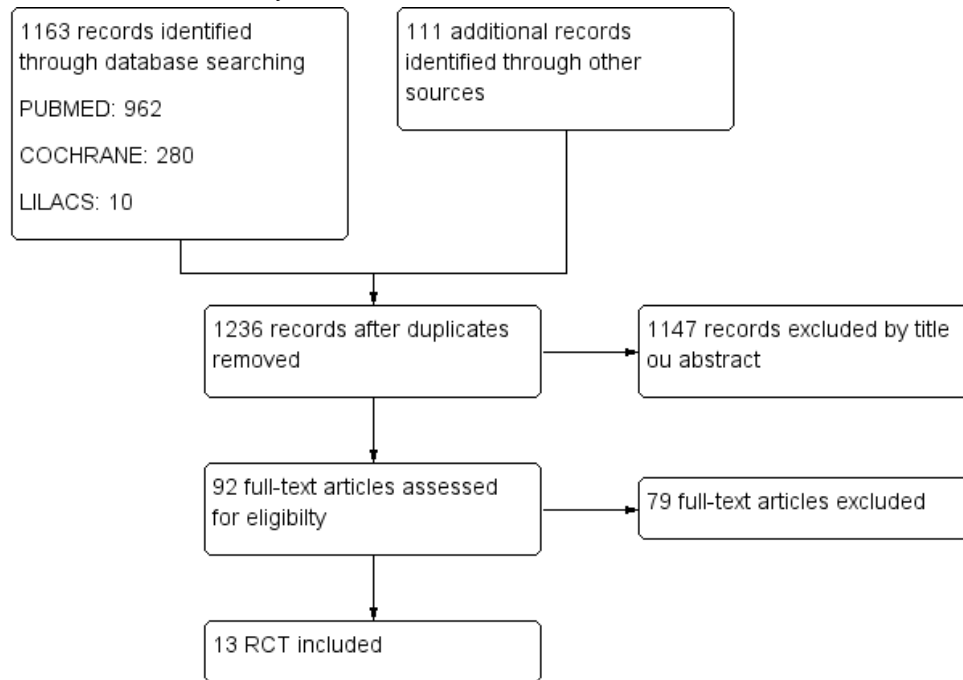 1163 records identified
through database searching
PUBMED: 962
COCHRANE: 280
LILACS: 10
111 additional records
identified through other
sources
1236 records after duplicates
removed
1147 records excluded by title
ou abstract
92 full-text articles assessed
for eligibilty
79 full-text articles excluded
13 RCT included